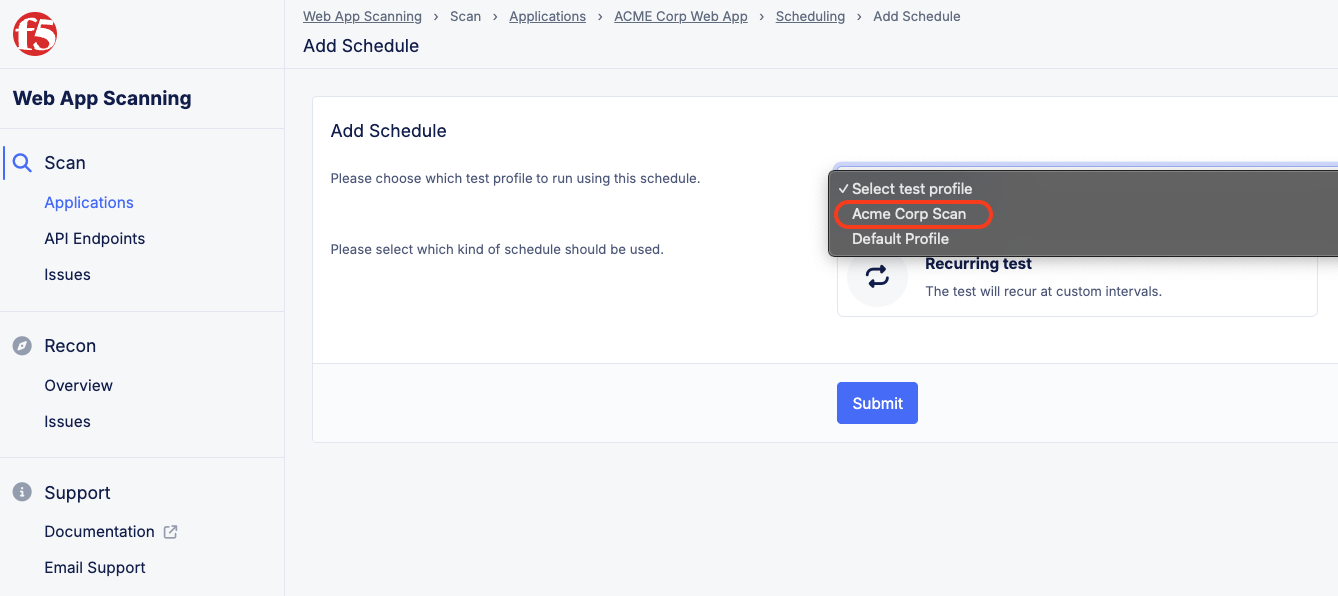 f5
Web App Scanning › Scan › Applications › ACME Corp Web App › Scheduling › Add Schedule
Add Schedule
Web App Scanning
Scan
Applications
API Endpoints
Issues
Recon
Overview
Issues
Support
Documentation
Email Support
Add Schedule
Please choose which test profile to run using this schedule.
✓ Select test profile
Acme Corp Scan
Default Profile
Please select which kind of schedule should be used.
Recurring test
The test will recur at custom intervals.
Submit